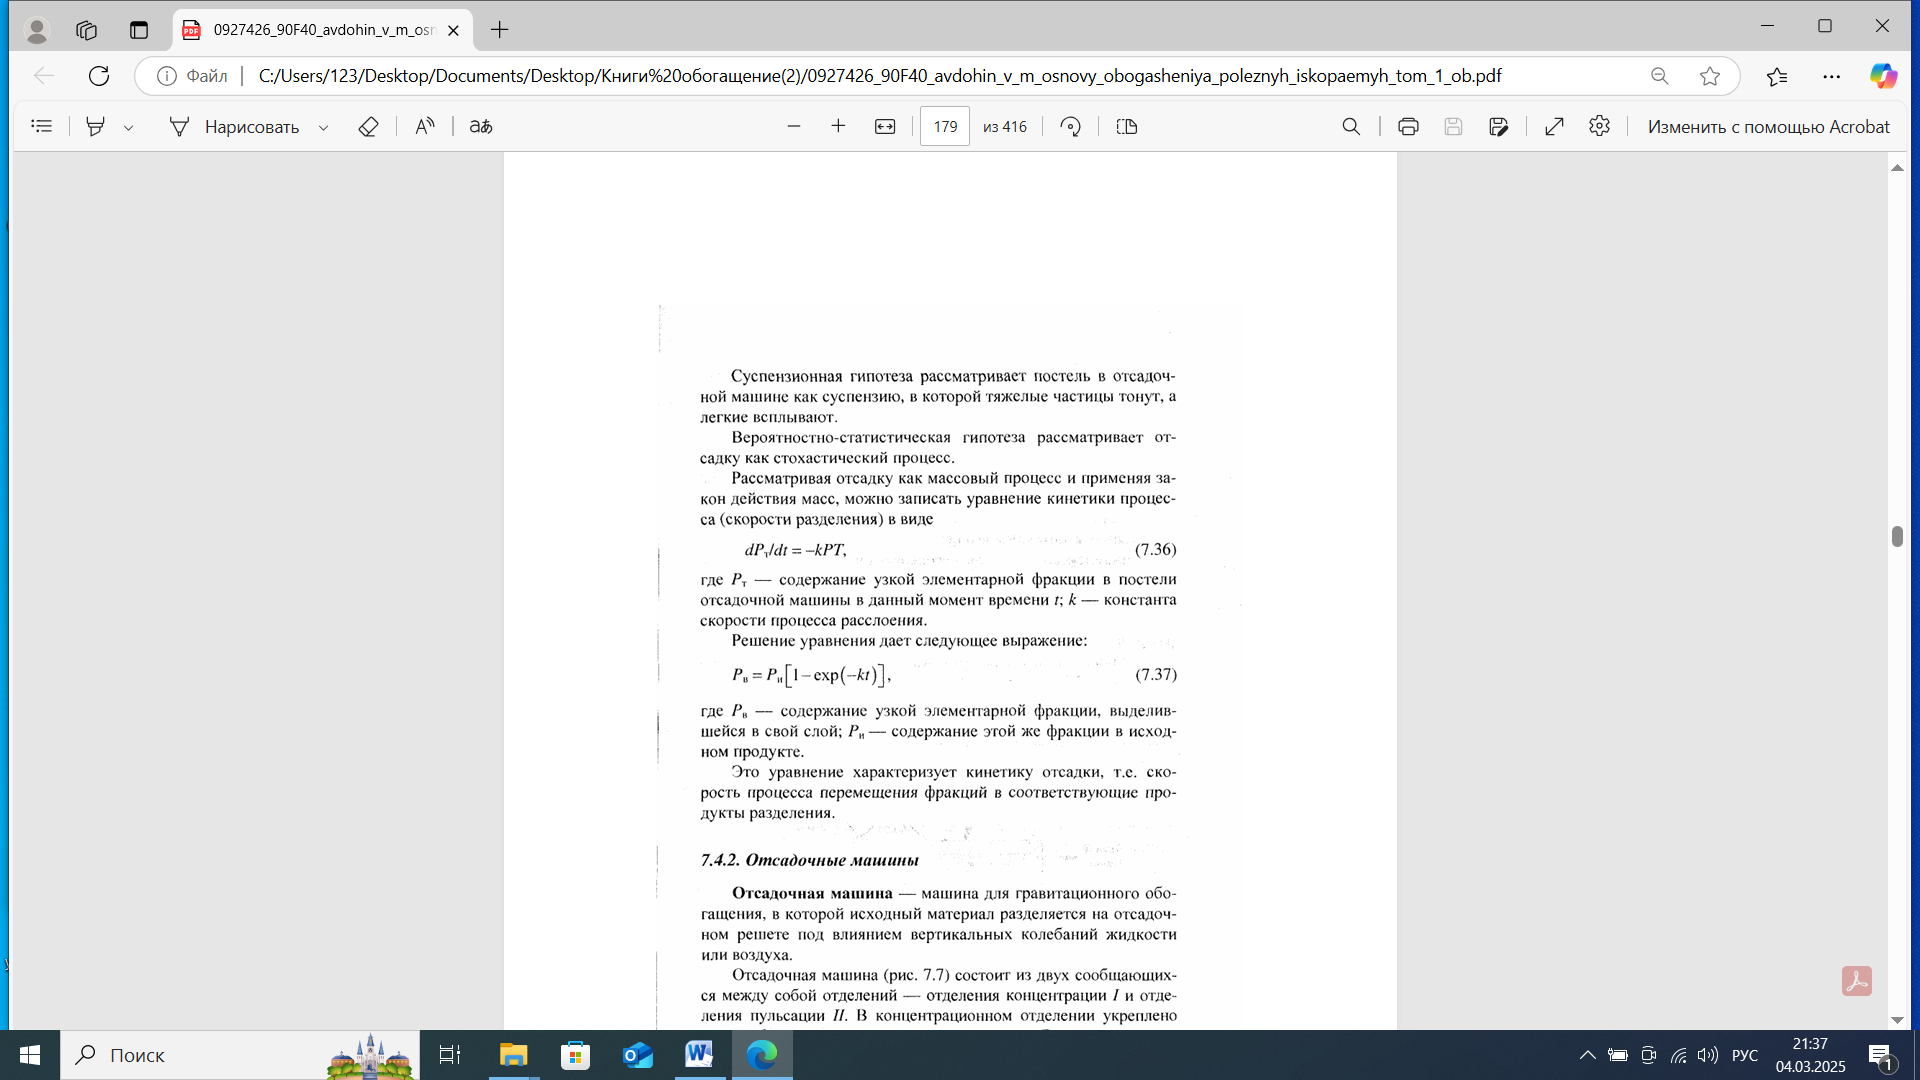 0927426_90F40_avdohin_v_m_osn
Файл
C:/Users/123/Desktop/Documents/Desktop/Книги%20обогащение(2)/0927426_90F40_avdohin_v_m_osnovy_obogasheniya_poleznyh_iskopaemyh_tom_1_ob.pdf
Нарисовать
аあ
179 из 416
Изменить с помощью Acrobat
Суспензионная гипотеза рассматривает постель в отсадоч-
ной машине как суспензию, в которой тяжелые частицы тонут, а
легкие всплывают.
Вероятностно-статистическая гипотеза рассматривает от-
садку как стохастический процесс.
Рассматривая отсадку как массовый процесс и применяя за-
кон действия масс, можно записать уравнение кинетики процес-
са (скорости разделения) в виде
dPт/dt = –kPT, (7.36)
где Pт — содержание узкой элементарной фракции в постели
отсадочной машины в данный момент времени t; k — константа
скорости процесса расслоения.
Решение уравнения дает следующее выражение:
Pв = Pи[1 – exp(–kt)], (7.37)
где Pв — содержание узкой элементарной фракции, выделив-
шейся в свой слой; Pи — содержание этой же фракции в исход-
ном продукте.
Это уравнение характеризует кинетику отсадки, т.е. ско-
рость процесса перемещения фракций в соответствующие про-
дукты разделения.
7.4.2. Отсадочные машины
Отсадочная машина — машина для гравитационного обо-
гащения, в которой исходный материал разделяется на отсадоч-
ном решете под влиянием вертикальных колебаний жидкости
или воздуха.
Отсадочная машина (рис. 7.7) состоит из двух сообщающих-
ся между собой отделений — отделения концентрации I и отде-
ления пульсации II. В концентрационном отделении укреплено
Поиск
РУС
21:37
04.03.2025
1